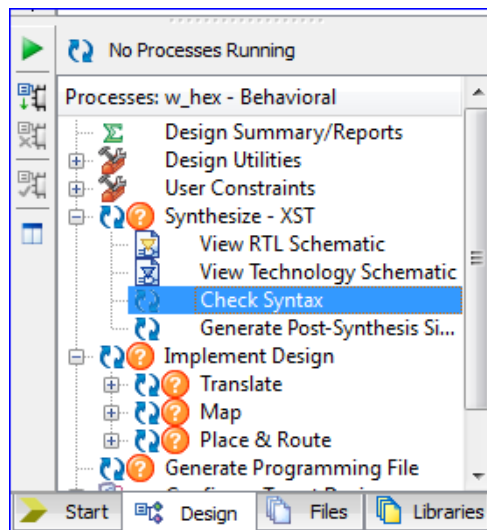 No Processes Running
Processes: w_hex - Behavioral
Design Summary/Reports
Design Utilities
User Constraints
Synthesize - XST
View RTL Schematic
View Technology Schematic
Check Syntax
Generate Post-Synthesis Si...
Implement Design
Translate
Map
Place & Route
Generate Programming File
Start Design Files Libraries